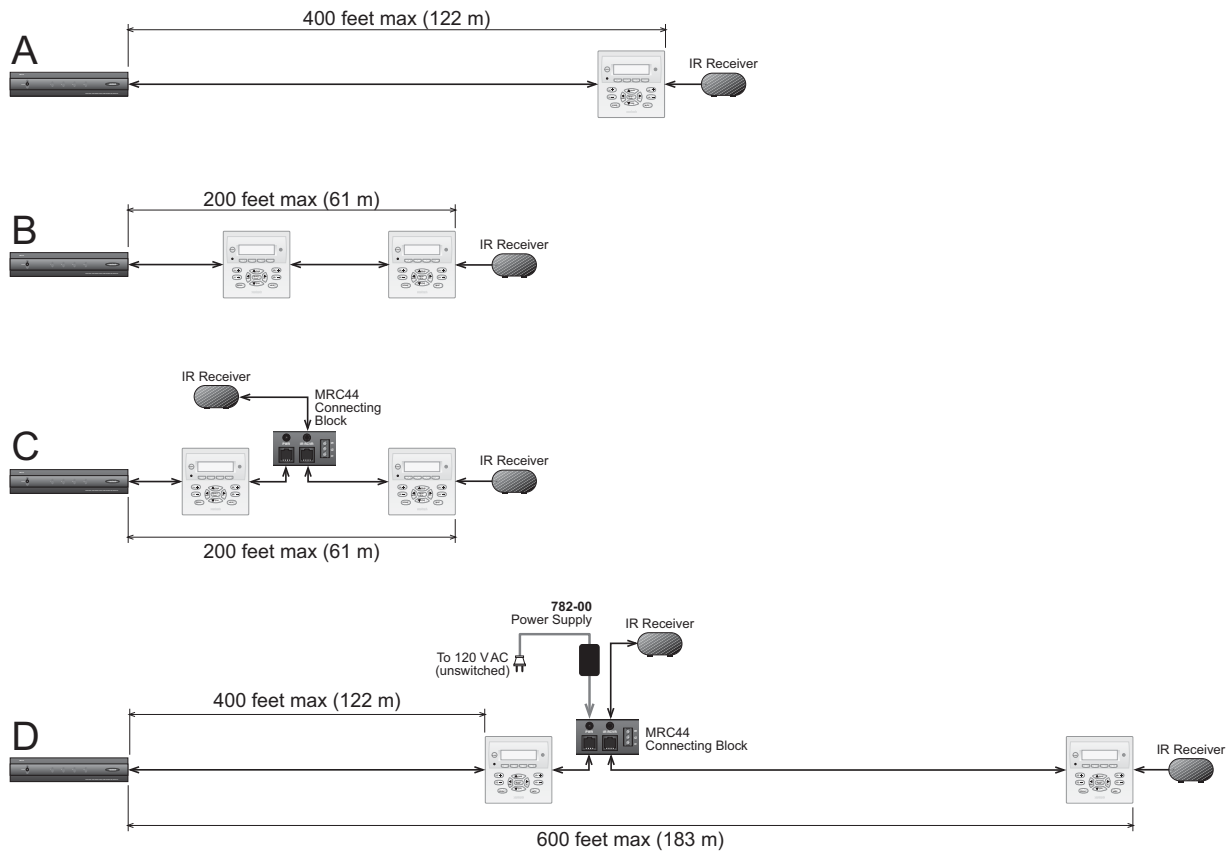 400 feet max (122 m)
A
IR Receiver
200 feet max (61 m)
B
IR Receiver
IR Receiver
MRC44
Connecting
Block
C
IR Receiver
200 feet max (61 m)
782-00
Power Supply
IR Receiver
To 120 VAC
(unswitched)
400 feet max (122 m)
D
MRC44
Connecting Block
IR Receiver
600 feet max (183 m)